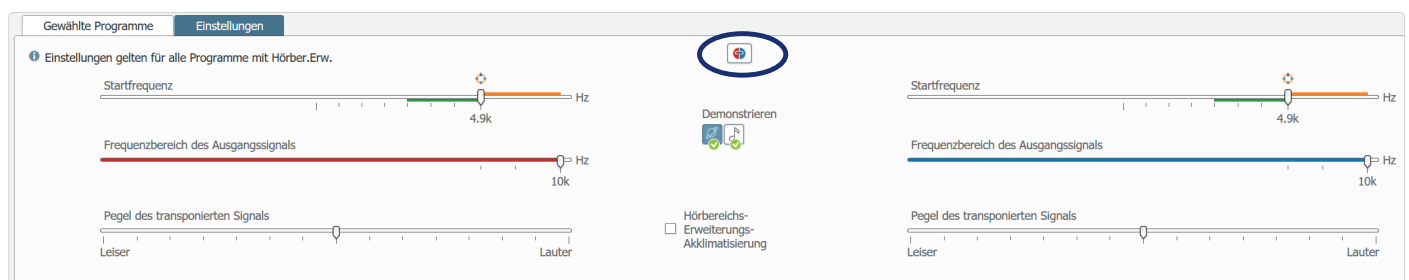 Gewählte Programme
Einstellungen
Einstellungen gelten für alle Programme mit Hörber.Erw.
Startfrequenz
Hz
4.9k
Frequenzbereich des Ausgangssignals
Hz
10k
Pegel des transponierten Signals
Leiser
Lauter
Demonstrieren
Hörbereichs-
Erweiterungs-
Akklimatisierung
Startfrequenz
Hz
4.9k
Frequenzbereich des Ausgangssignals
Hz
10k
Pegel des transponierten Signals
Leiser
Lauter